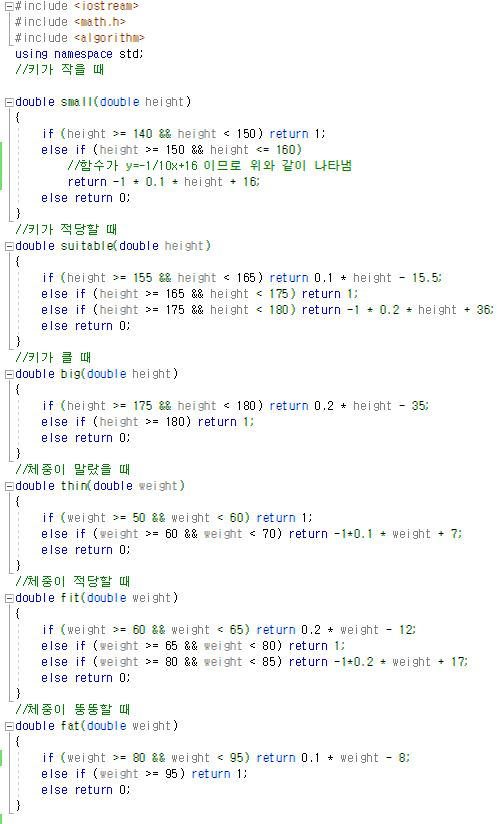 #include <iostream>
#include <math.h>
#include <algorithm>
using namespace std;
//키가 작을 때
double small(double height)
{
if (height >= 140 && height < 150) return 1;
else if (height >= 150 && height <= 160)
//함수가 y=-1/10x+16 이므로 위와 같이 나타냄
return -1 * 0.1 * height + 16;
else return 0;
}
//키가 적당할 때
double suitable(double height)
{
if (height >= 155 && height < 165) return 0.1 * height - 15.5;
else if (height >= 165 && height < 175) return 1;
else if (height >= 175 && height < 180) return -1 * 0.2 * height + 36;
else return 0;
}
//키가 클 때
double big(double height)
{
if (height >= 175 && height < 180) return 0.2 * height - 35;
else if (height >= 180) return 1;
else return 0;
}
//체중이 말랐을 때
double thin(double weight)
{
if (weight >= 50 && weight < 60) return 1;
else if (weight >= 60 && weight < 70) return -1*0.1 * weight + 7;
else return 0;
}
//체중이 적당할 때
double fit(double weight)
{
if (weight >= 60 && weight < 65) return 0.2 * weight - 12;
else if (weight >= 65 && weight < 80) return 1;
else if (weight >= 80 && weight < 85) return -1*0.2 * weight + 17;
else return 0;
}
//체중이 뚱뚱할 때
double fat(double weight)
{
if (weight >= 80 && weight < 95) return 0.1 * weight - 8;
else if (weight >= 95) return 1;
else return 0;
}